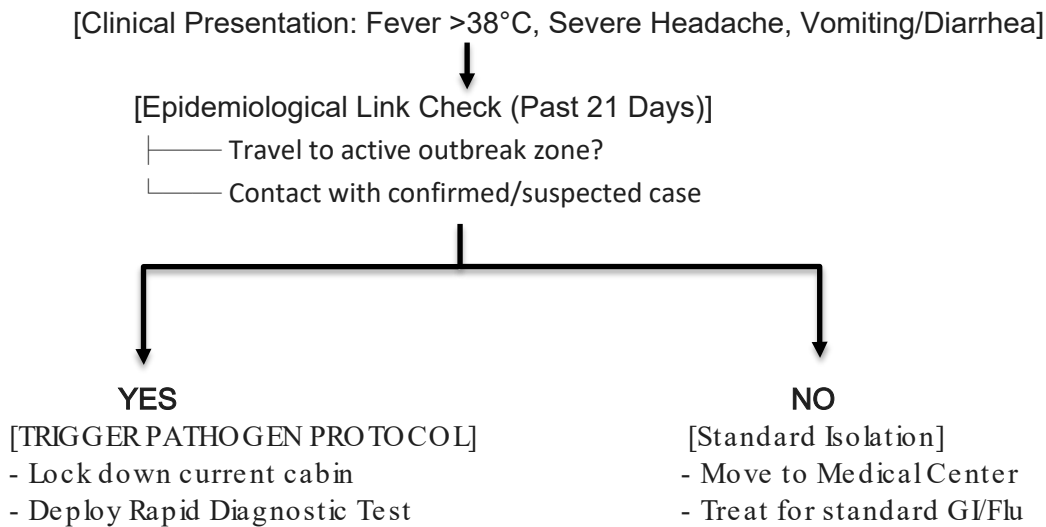 [Clinical Presentation: Fever >38°C, Severe Headache, Vomiting/Diarrhea]
[Epidemiological Link Check (Past 21 Days)]
Travel to active outbreak zone?
Contact with confirmed/suspected case
YES
[TRIGGER PATHOGEN PROTOCOL]
- Lock down current cabin
- Deploy Rapid Diagnostic Test
NO
[Standard Isolation]
- Move to Medical Center
- Treat for standard GI/Flu